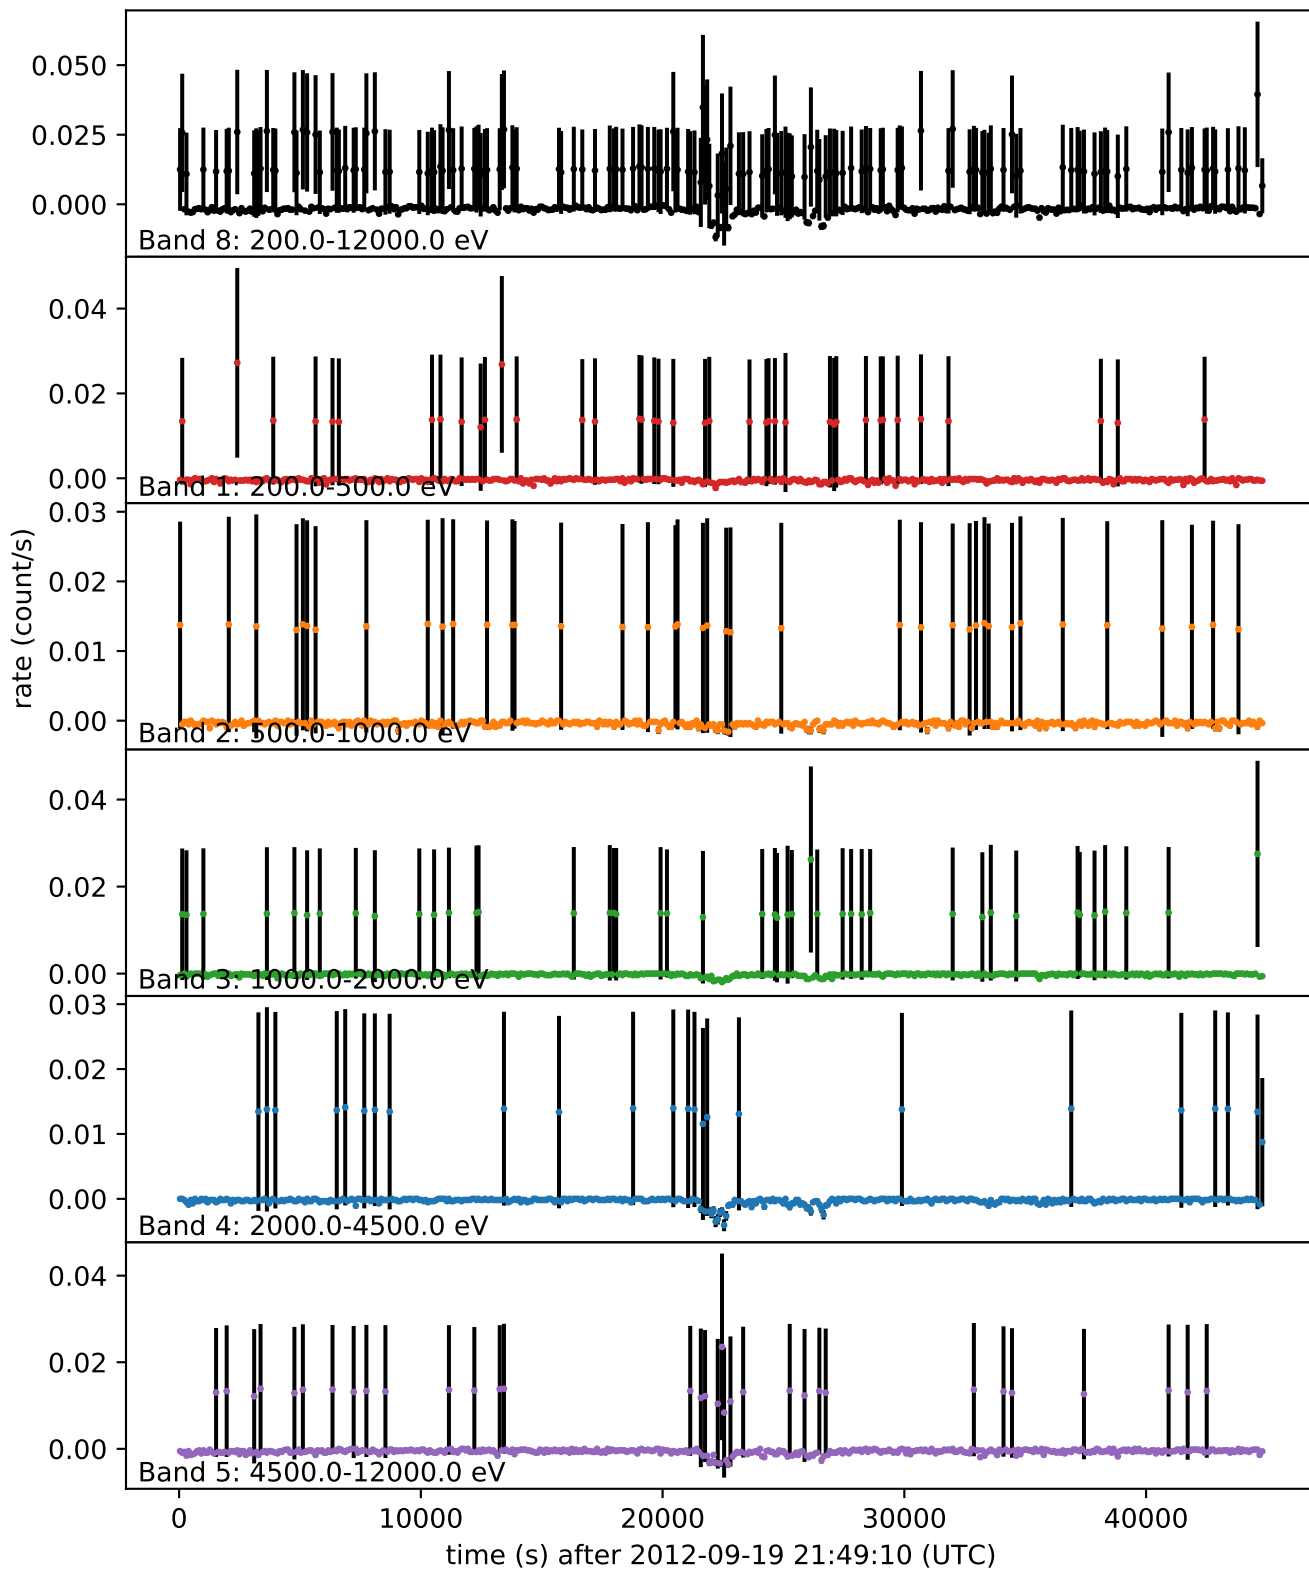 0.050
0.025
0.000
Band 8: 200.0-12000.0 eV
0.04
0.02
0.00
Band 1: 200.0-500.0 eV
0.03
0.02
0.01
0.00
Band 2: 500.0-1000.0 eV
rate (count/s)
0.04
0.02
0.00
Band 3: 1000.0-2000.0 eV
0.03
0.02
0.01
0.00
Band 4: 2000.0-4500.0 eV
0.04
0.02
0.00
Band 5: 4500.0-12000.0 eV
0 10000 20000 30000 40000
time (s) after 2012-09-19 21:49:10 (UTC)